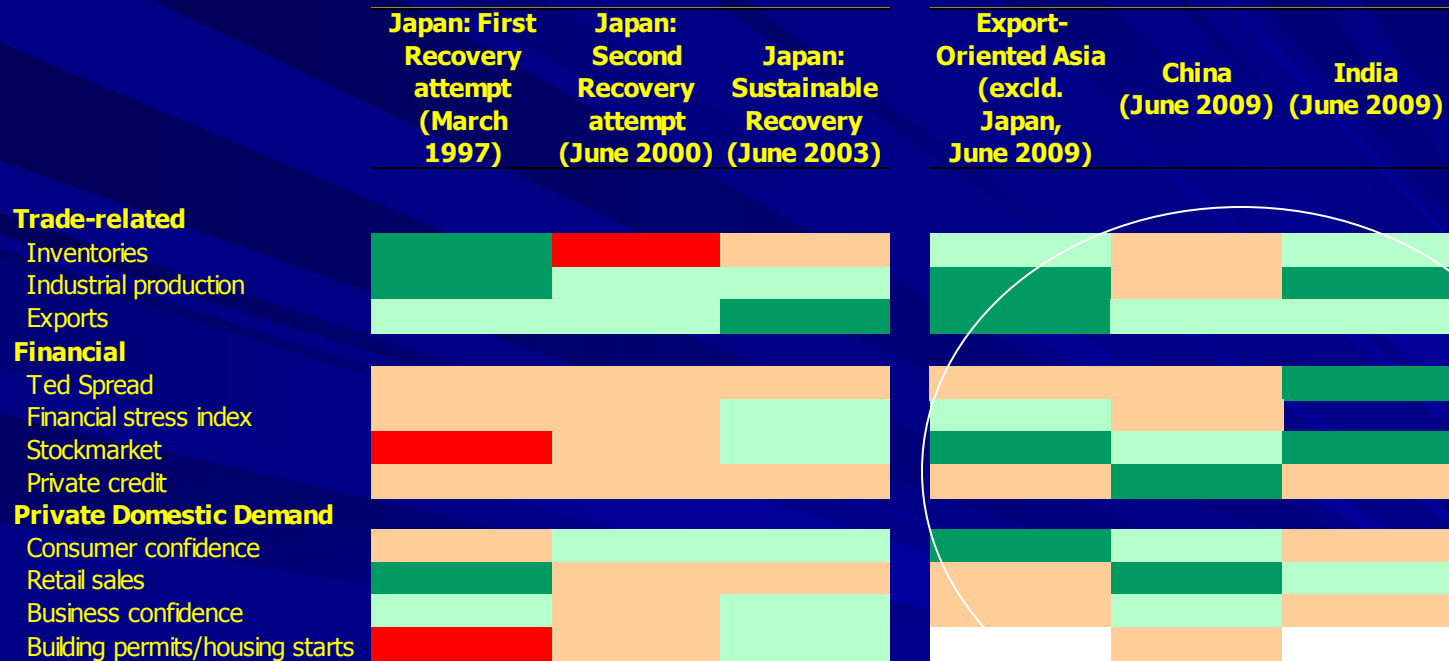 Japan: First
Recovery
attempt
(March
1997)
Japan:
Second
Recovery
attempt
(June 2000)
Japan:
Sustainable
Recovery
(June 2003)
Export-
Oriented Asia
(excld.
Japan,
June 2009)
China
(June 2009)
India
(June 2009)
Trade-related
Inventories
Industrial production
Exports
Financial
Ted Spread
Financial stress index
Stockmarket
Private credit
Private Domestic Demand
Consumer confidence
Retail sales
Business confidence
Building permits/housing starts